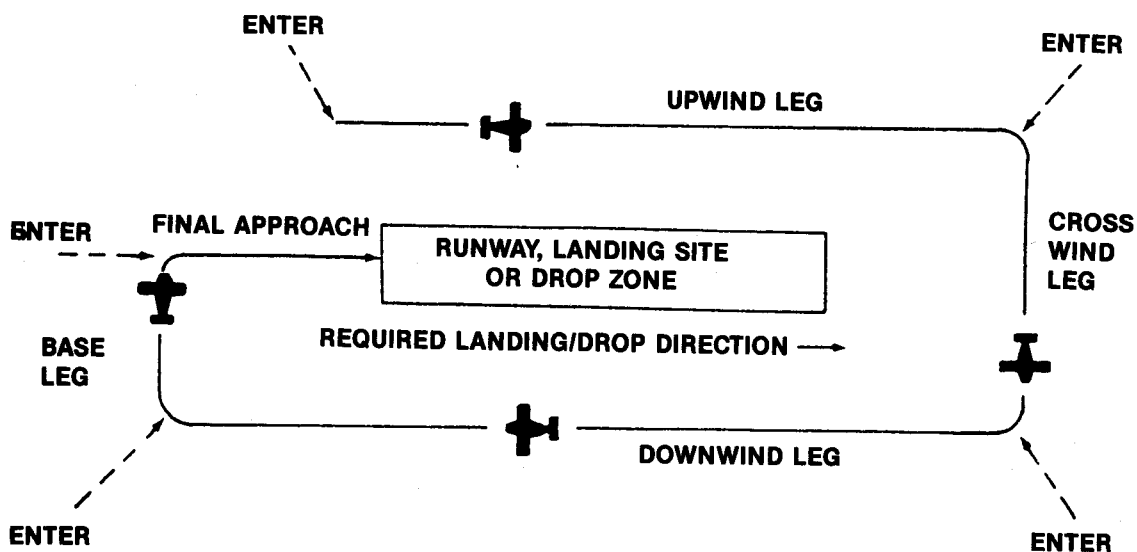 ENTER
ENTER
UPWIND LEG
CROSS
WIND
LEG
ENTER
FINAL APPROACH
RUNWAY, LANDING SITE
OR DROP ZONE
REQUIRED LANDING/DROP DIRECTION
BASE
LEG
DOWNWIND LEG
ENTER
ENTER